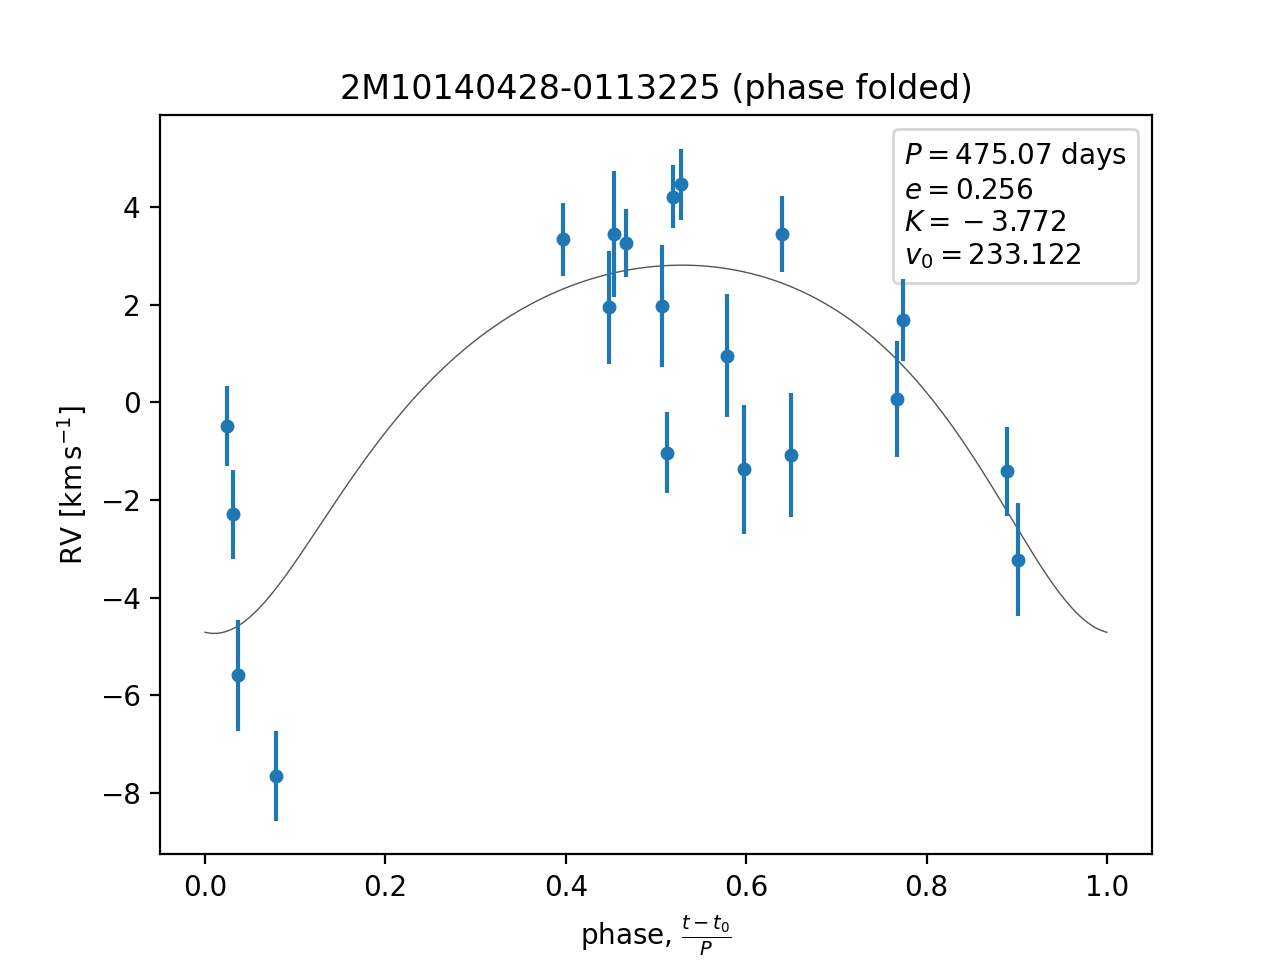 2M10140428-0113225 (phase folded)
P = 475.07 days
e = 0.256
K = −3.772
v₀ = 233.122
RV [km s⁻¹]
4
2
0
−2
−4
−6
−8
0.0 0.2 0.4 0.6 0.8 1.0
phase, (t − t₀)/P